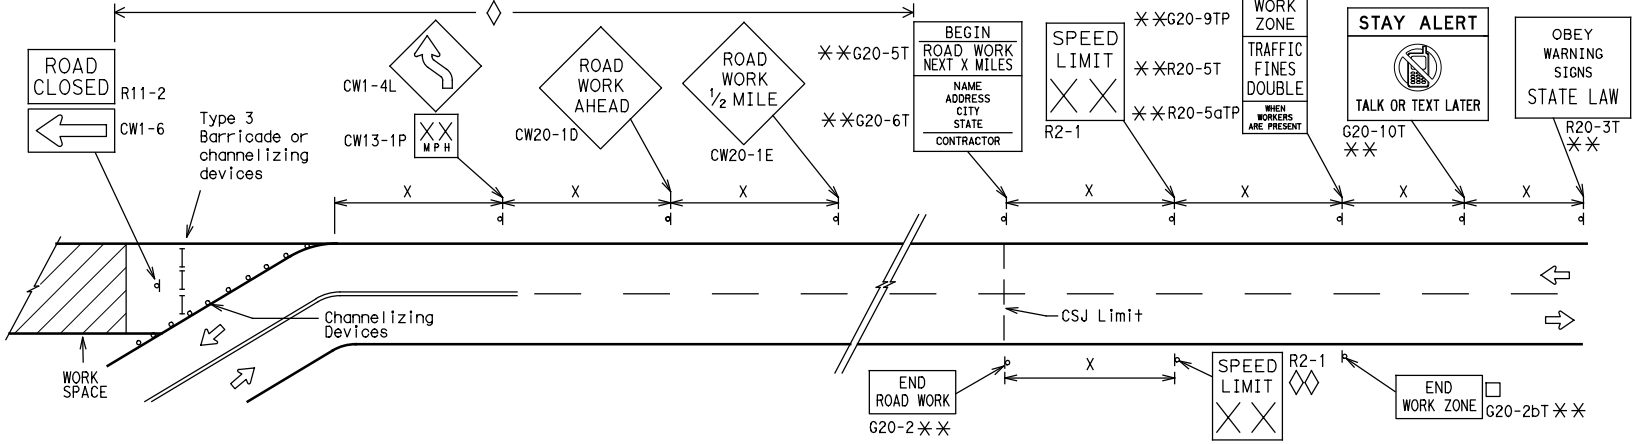 ROAD
CLOSED
R11-2
CW1-6
Type 3
Barricade or
channelizing
devices
CW1-4L
CW13-1P
X X
M P H
ROAD
WORK
AHEAD
CW20-1D
ROAD
WORK
1/2 MILE
CW20-1E
**G20-5T
**G20-6T
BEGIN
ROAD WORK
NEXT X MILES
NAME
ADDRESS
CITY
STATE
CONTRACTOR
SPEED
LIMIT
X X
R2-1
**G20-9TP
**R20-5T
**R20-5aTP
WORK
ZONE
TRAFFIC
FINES
DOUBLE
WHEN
WORKERS
ARE PRESENT
STAY ALERT
TALK OR TEXT LATER
G20-10T
**
OBEY
WARNING
SIGNS
STATE LAW
R20-3T
**
X
X
X
X
X
X
X
Channelizing
Devices
CSJ Limit
WORK
SPACE
END
ROAD WORK
G20-2 **
X
SPEED
LIMIT
X X
R2-1
END
WORK ZONE
G20-2bT **